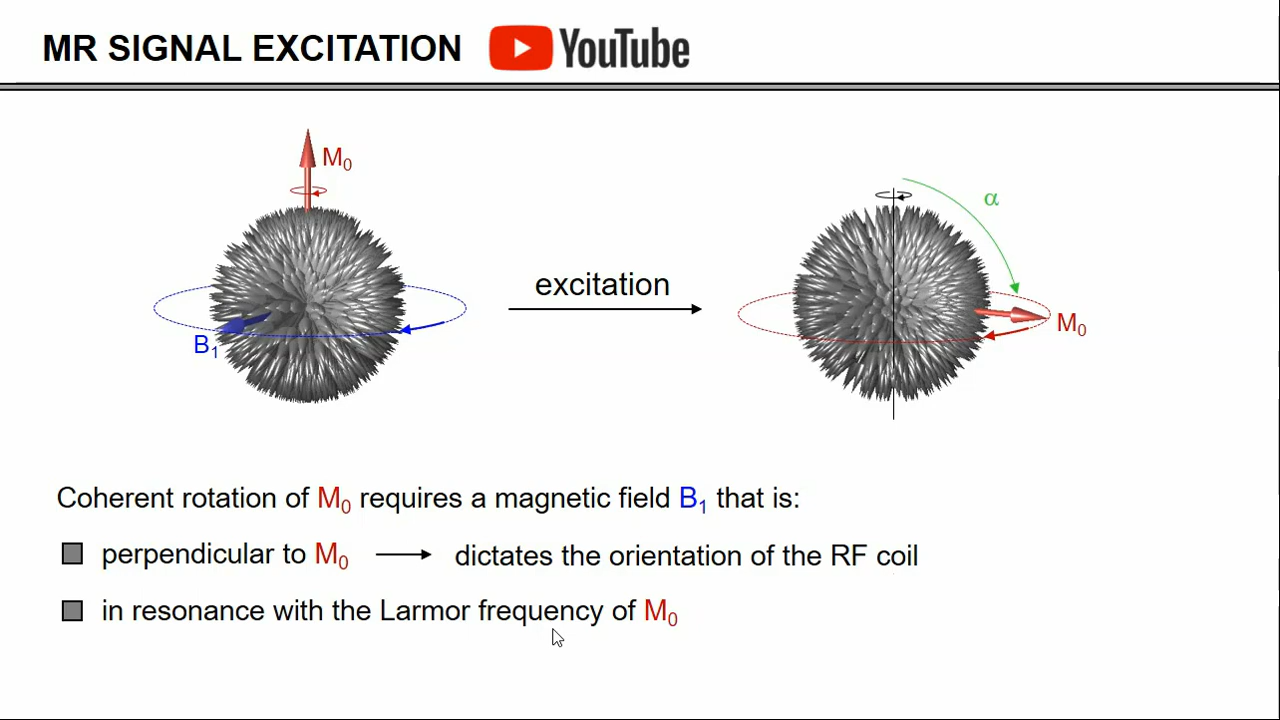 MR SIGNAL EXCITATION YouTube
M₀
α
excitation
B₁
M₀
Coherent rotation of M₀ requires a magnetic field B₁ that is:
perpendicular to M₀ → dictates the orientation of the RF coil
in resonance with the Larmor frequency of M₀